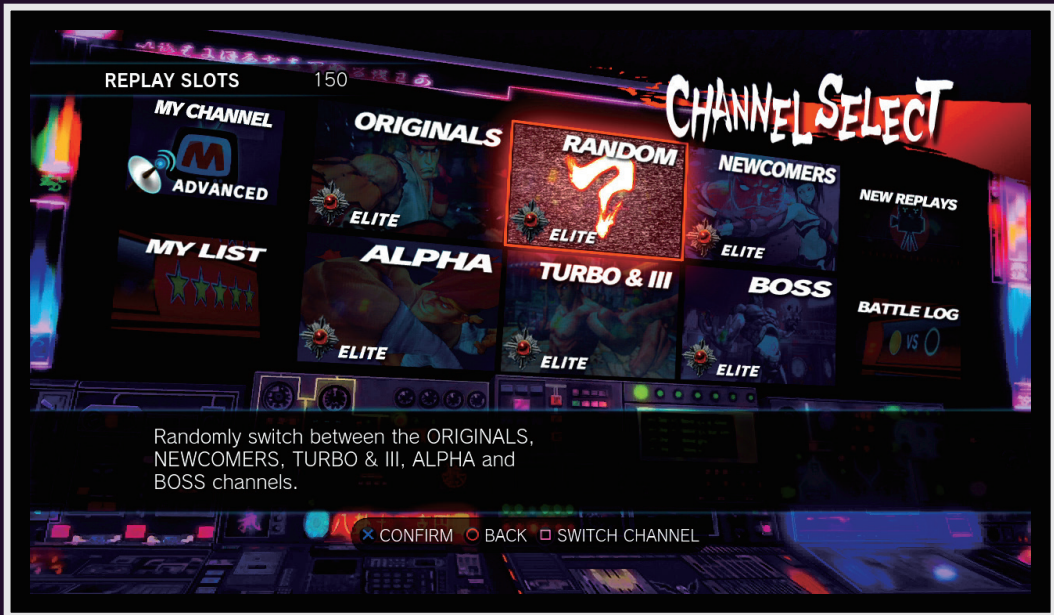 REPLAY SLOTS 150
CHANNEL SELECT
MY CHANNEL
M
ADVANCED
ORIGINALS
ELITE
RANDOM
?
ELITE
NEWCOMERS
ELITE
NEW REPLAYS
MY LIST
ALPHA
ELITE
TURBO & III
ELITE
BOSS
ELITE
BATTLE LOG
VS
Randomly switch between the ORIGINALS,
NEWCOMERS, TURBO & III, ALPHA and
BOSS channels.
CONFIRM BACK SWITCH CHANNEL